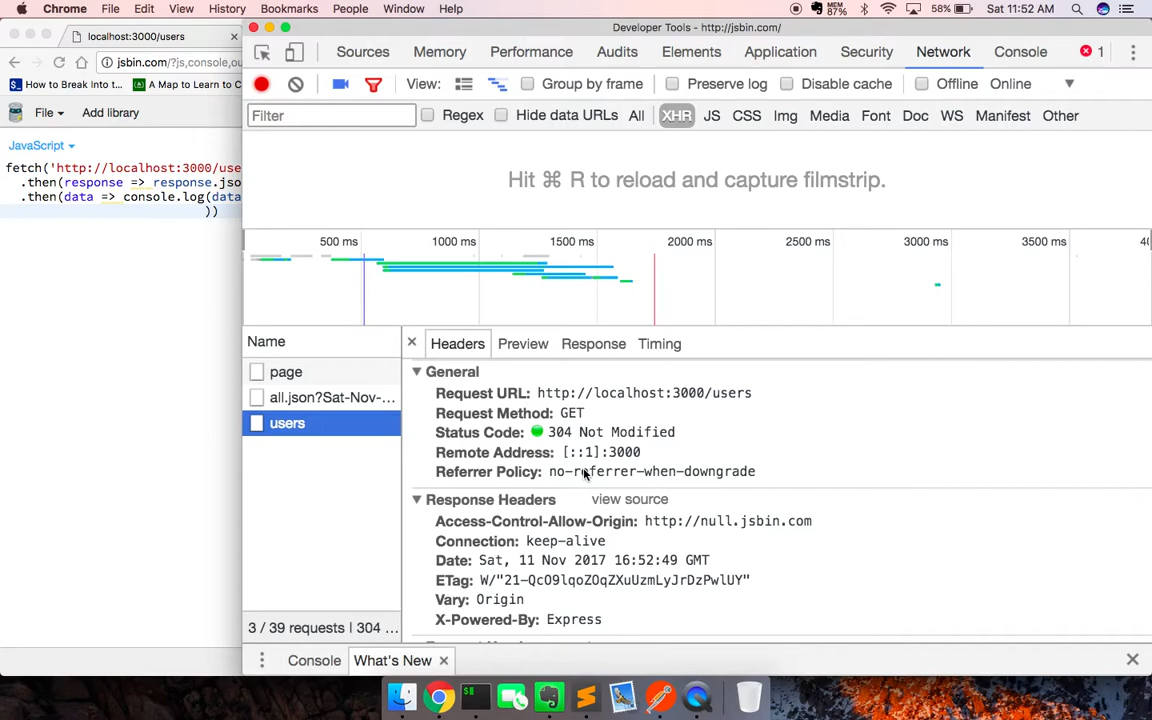 Chrome File Edit View History Bookmarks People Window Help MEM 87% 58% Sat 11:52 AM
localhost:3000/users
jsbin.com/?js,console,ou
How to Break Into t... A Map to Learn to C
File Add library
JavaScript
fetch('http://localhost:3000/use
.then(response => response.jso
.then(data => console.log(data
))
Developer Tools - http://jsbin.com/
Sources Memory Performance Audits Elements Application Security Network Console 1
View: Group by frame Preserve log Disable cache Offline Online
Filter Regex Hide data URLs All XHR JS CSS Img Media Font Doc WS Manifest Other
Hit ⌘ R to reload and capture filmstrip.
500 ms 1000 ms 1500 ms 2000 ms 2500 ms 3000 ms 3500 ms 40
Name
page
all.json?Sat-Nov-...
users
3 / 39 requests | 304 ...
Headers Preview Response Timing
General
Request URL: http://localhost:3000/users
Request Method: GET
Status Code: 304 Not Modified
Remote Address: [::1]:3000
Referrer Policy: no-referrer-when-downgrade
Response Headers view source
Access-Control-Allow-Origin: http://null.jsbin.com
Connection: keep-alive
Date: Sat, 11 Nov 2017 16:52:49 GMT
ETag: W/"21-QcO9lqoZOqZXuUzmLyJrDzPwlUY"
Vary: Origin
X-Powered-By: Express
Console What's New